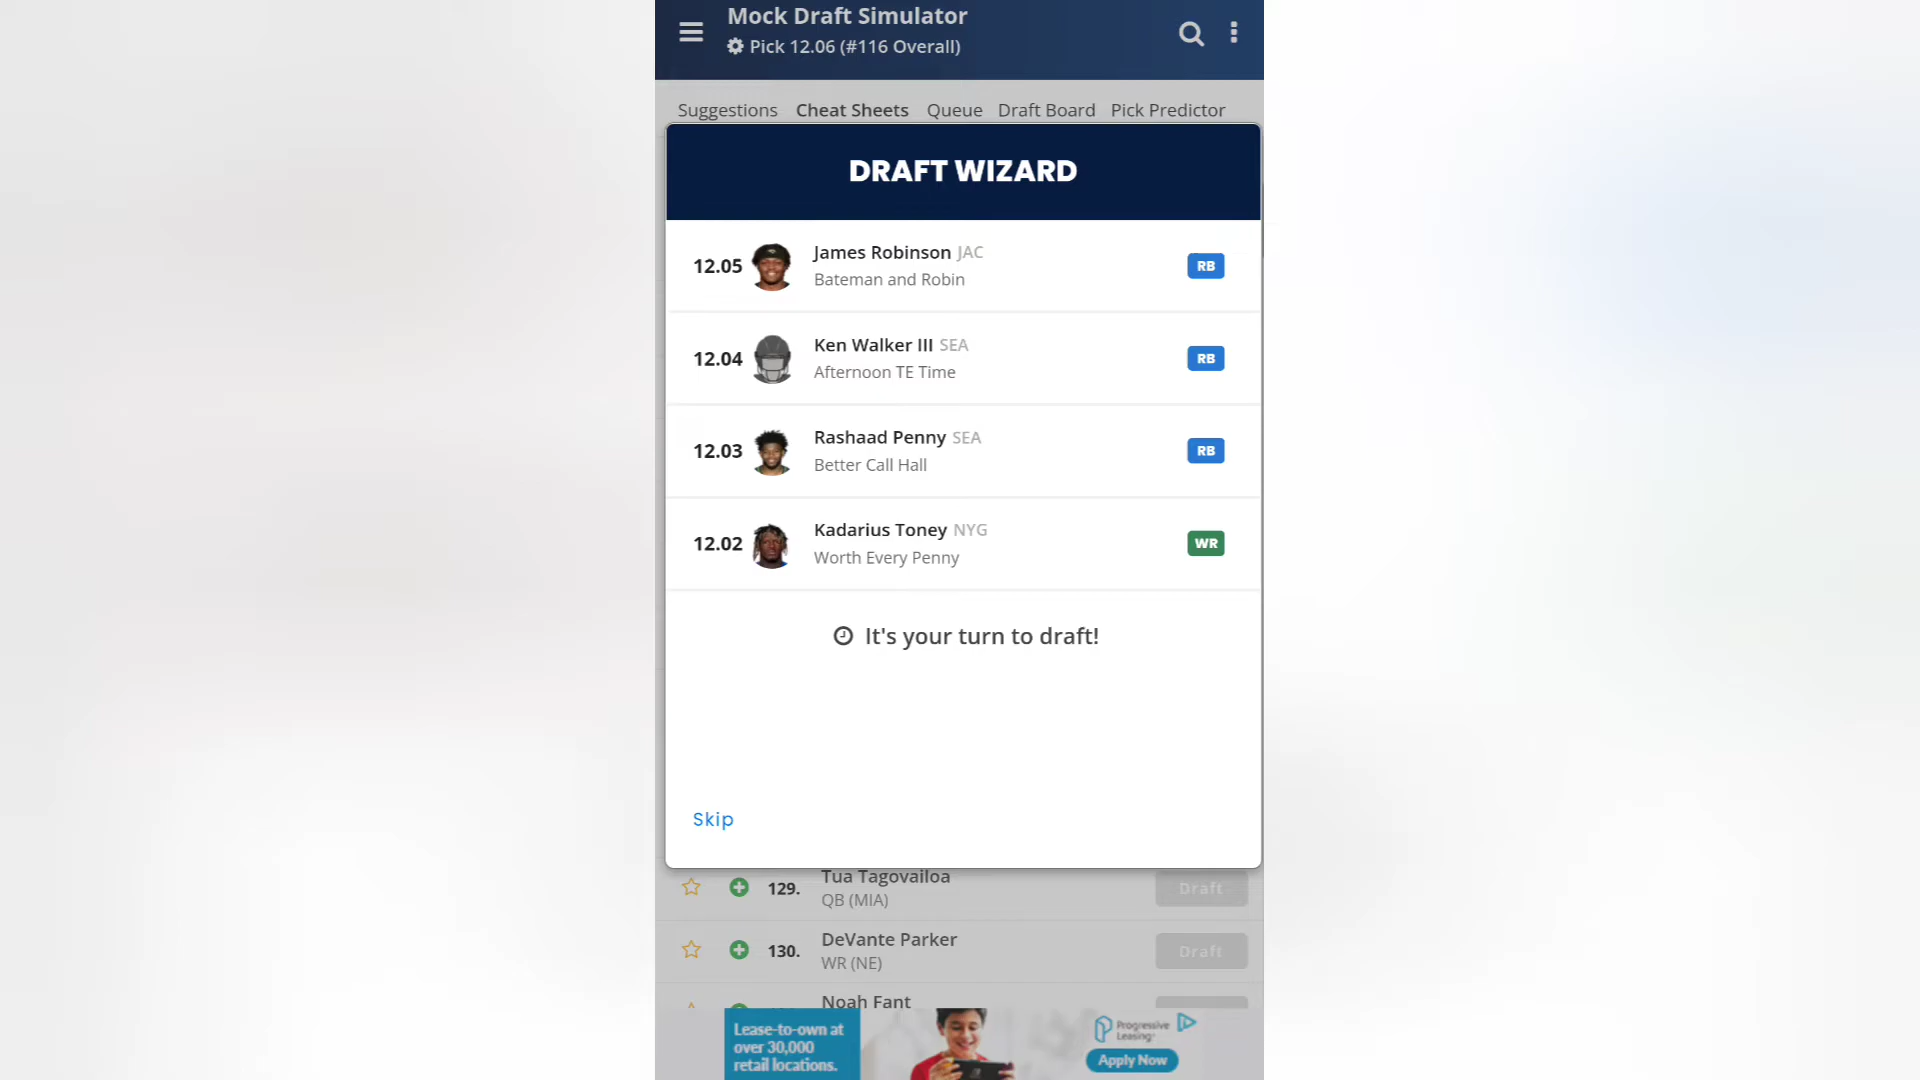 Mock Draft Simulator
Pick 12.06 (#116 Overall)
Suggestions Cheat Sheets Queue Draft Board Pick Predictor
DRAFT WIZARD
12.05 James Robinson JAC RB
Bateman and Robin
12.04 Ken Walker III SEA RB
Afternoon TE Time
12.03 Rashaad Penny SEA RB
Better Call Hall
12.02 Kadarius Toney NYG WR
Worth Every Penny
It's your turn to draft!
Skip
129. Tua Tagovailoa Draft
QB (MIA)
130. DeVante Parker Draft
WR (NE)
Noah Fant
Lease-to-own at
over 30,000
retail locations.
Progressive
Leasing
Apply Now